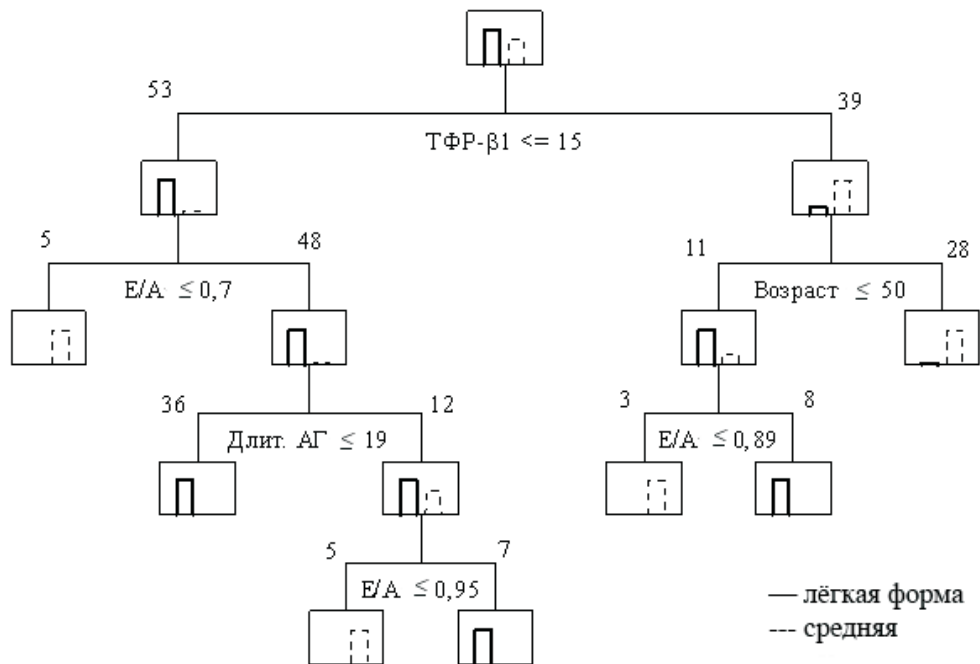 53
39
ТФР-β1 <= 15
5
48
11
28
Е/А ≤ 0,7
Возраст ≤ 50
36
12
3
8
Длит. АГ ≤ 19
Е/А ≤ 0,89
5
7
Е/А ≤ 0,95
— лёгкая форма
--- средняя